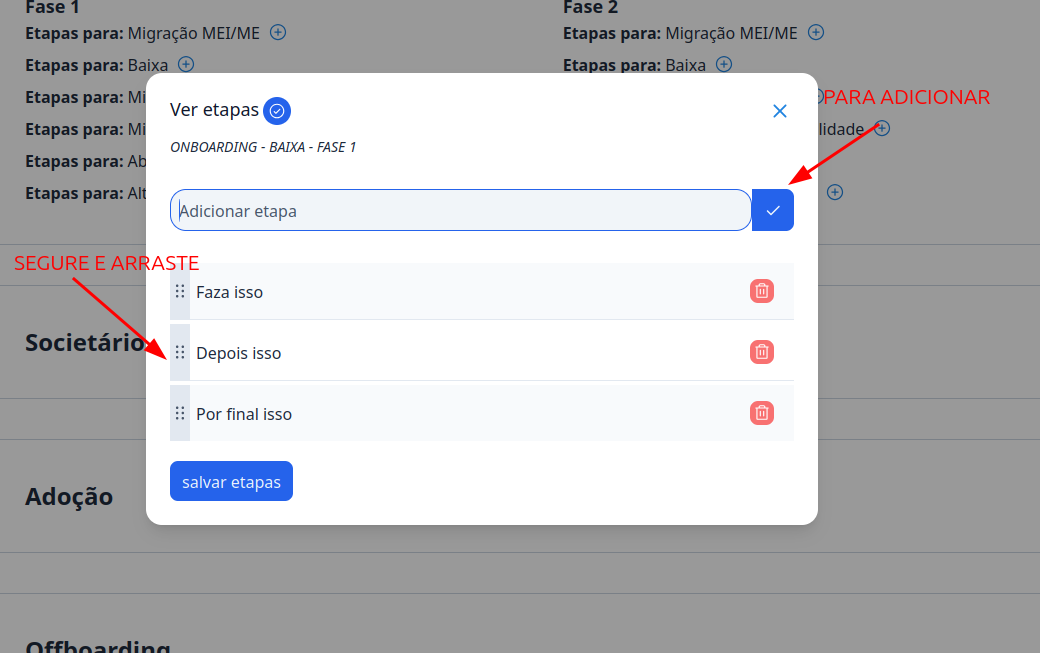 Fase 1
Fase 2
Etapas para: Migração MEI/ME
Etapas para: Migração MEI/ME
Etapas para: Baixa
Etapas para: Baixa
Etapas para: Mi
PARA ADICIONAR
Etapas para: Mi
lidade
Etapas para: Ab
Etapas para: Alt
Ver etapas
ONBOARDING - BAIXA - FASE 1
Adicionar etapa
SEGURE E ARRASTE
Faza isso
Depois isso
Por final isso
salvar etapas
Societário
Adoção
Offboarding